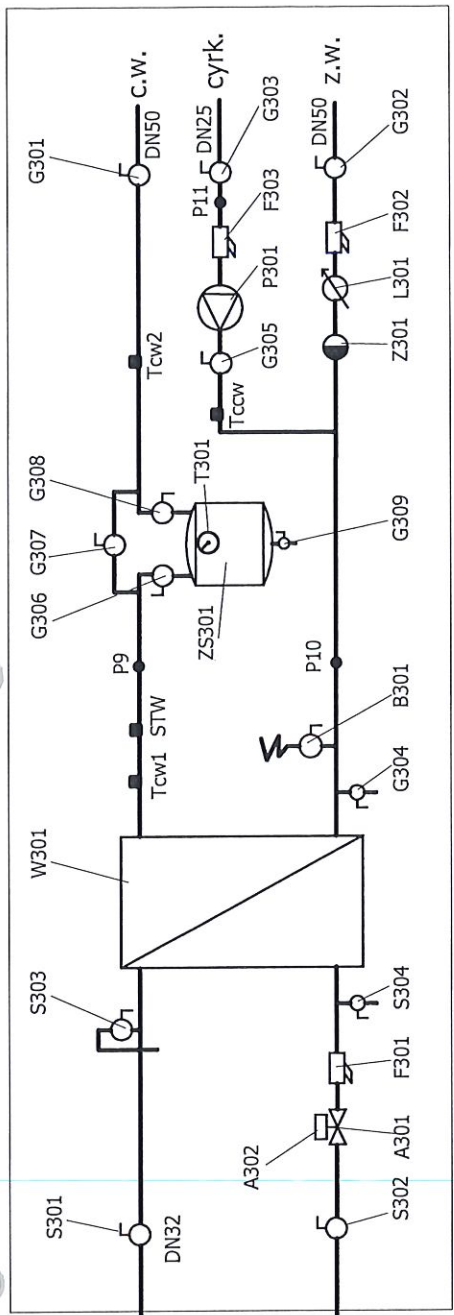 G301
c.w.
DN50
Tcw2
G308
G307
G306
P9
STW
Tcw1
W301
S303
S301
DN32
cyrk.
DN25
G303
P11
F303
P301
G305
Tccw
T301
ZS301
G309
z.w.
DN50
G302
F302
L301
Z301
P10
B301
G304
S304
F301
A302
A301
S302